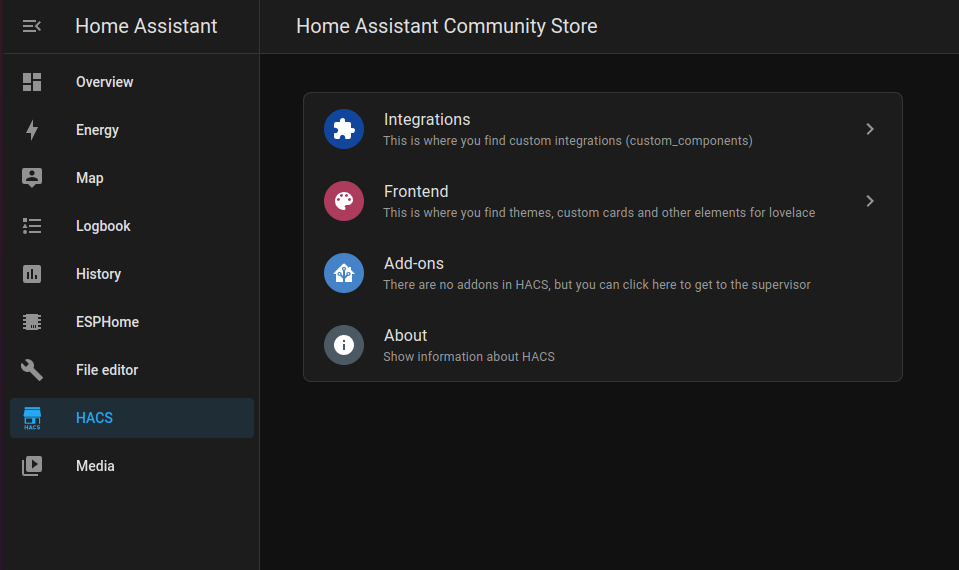 Home Assistant
Overview
Energy
Map
Logbook
History
ESPHome
File editor
HACS
HACS
Media
Home Assistant Community Store
Integrations
This is where you find custom integrations (custom_components)
Frontend
This is where you find themes, custom cards and other elements for lovelace
Add-ons
There are no addons in HACS, but you can click here to get to the supervisor
About
Show information about HACS